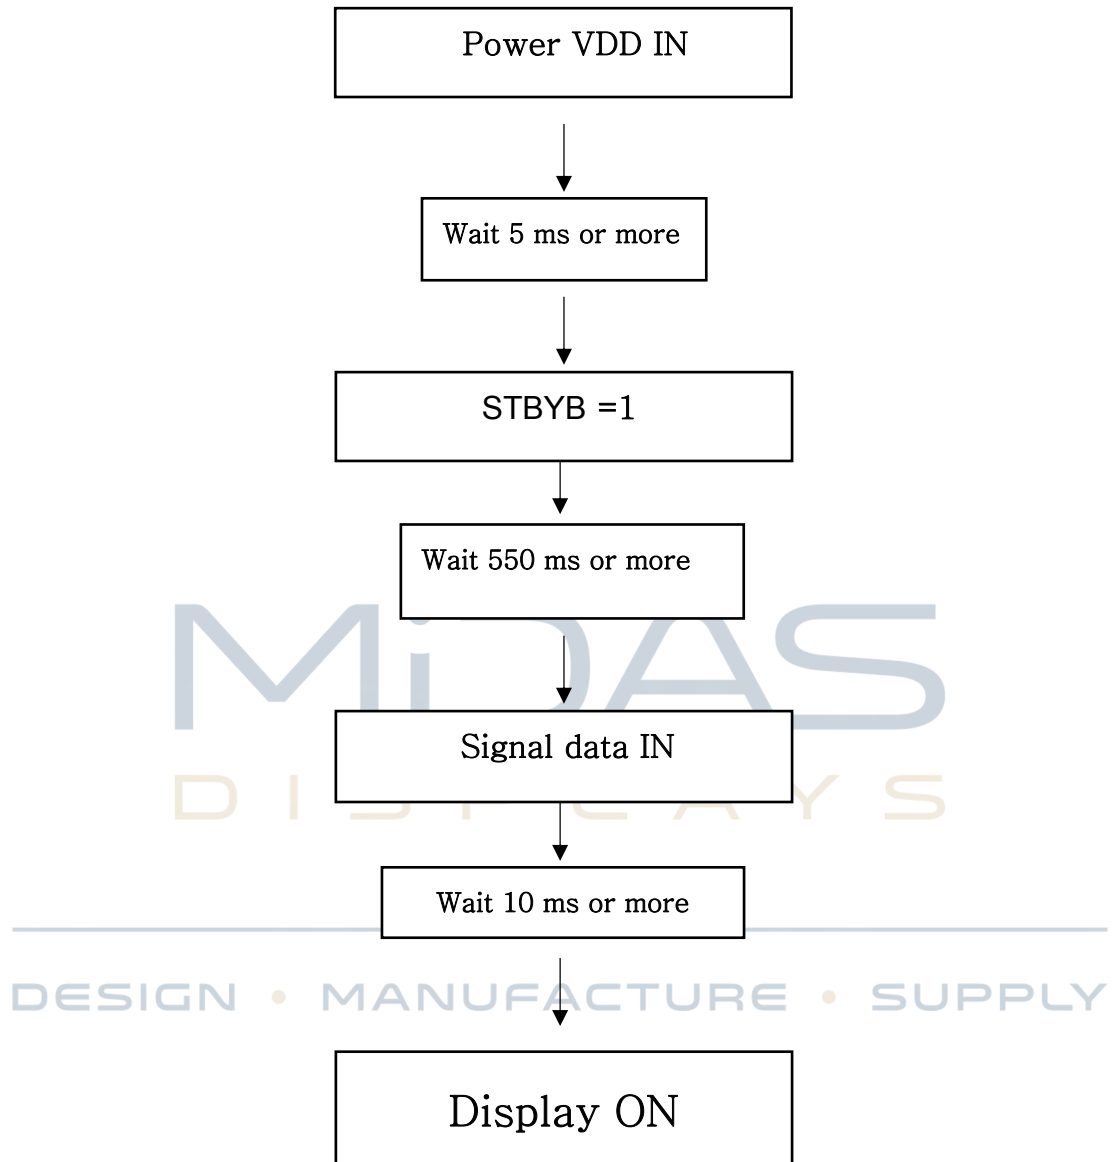 Power VDD IN
Wait 5 ms or more
STBYB =1
Wait 550 ms or more
MiDAS
Signal data IN
DISPLAYS
Wait 10 ms or more
DESIGN • MANUFACTURE • SUPPLY
Display ON